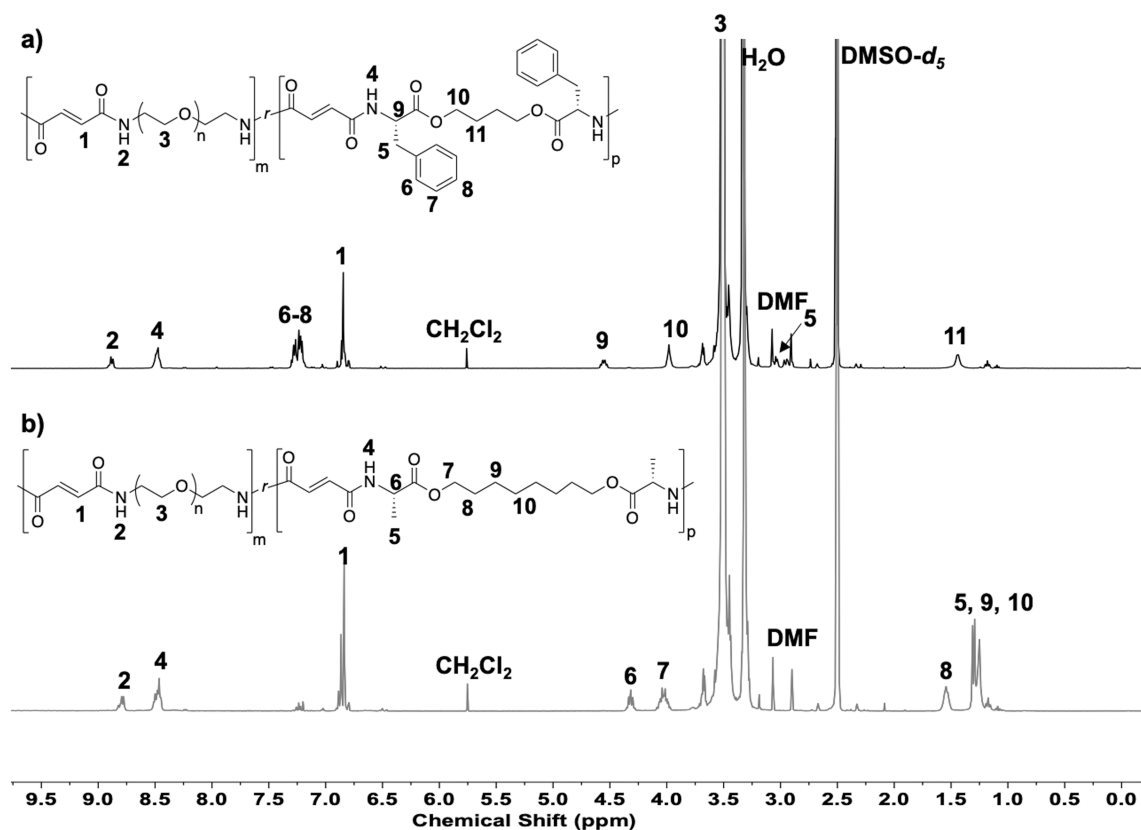 a)
3
H2O
DMSO-d5
O
O
N
H
O
n
N
H
r
m
O
4
H
N
O
9
O
O
10
11
O
O
N
H
p
1
2
3
5
6
7
8
1
2
4
6-8
CH2Cl2
9
10
DMF
5
11
b)
O
O
N
H
O
n
N
H
r
m
O
4
H
N
O
6
O
O
7
8
9
10
O
O
N
H
p
1
2
3
5
1
2
4
CH2Cl2
6
7
DMF
8
5, 9, 10
9.5 9.0 8.5 8.0 7.5 7.0 6.5 6.0 5.5 5.0 4.5 4.0 3.5 3.0 2.5 2.0 1.5 1.0 0.5 0.0
Chemical Shift (ppm)